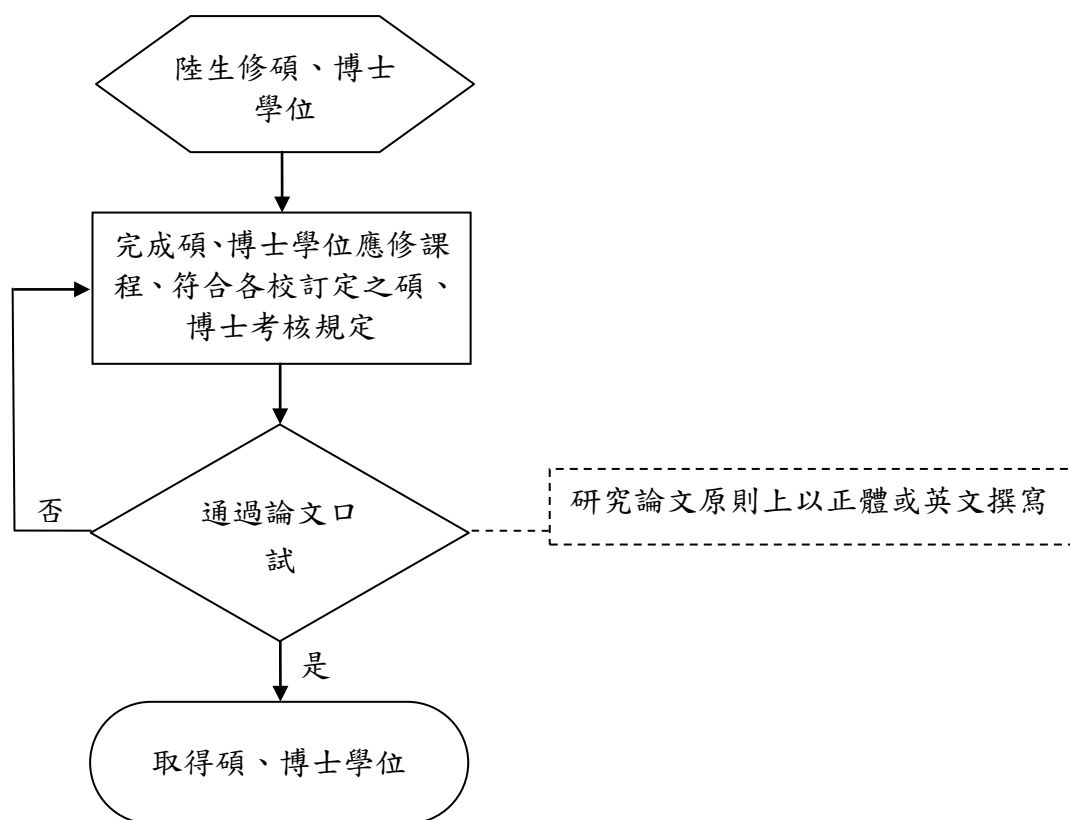 陸生修碩、博士
學位
完成碩、博士學位應修課
程、符合各校訂定之碩、
博士考核規定
否
通過論文口
試
研究論文原則上以正體或英文撰寫
是
取得碩、博士學位